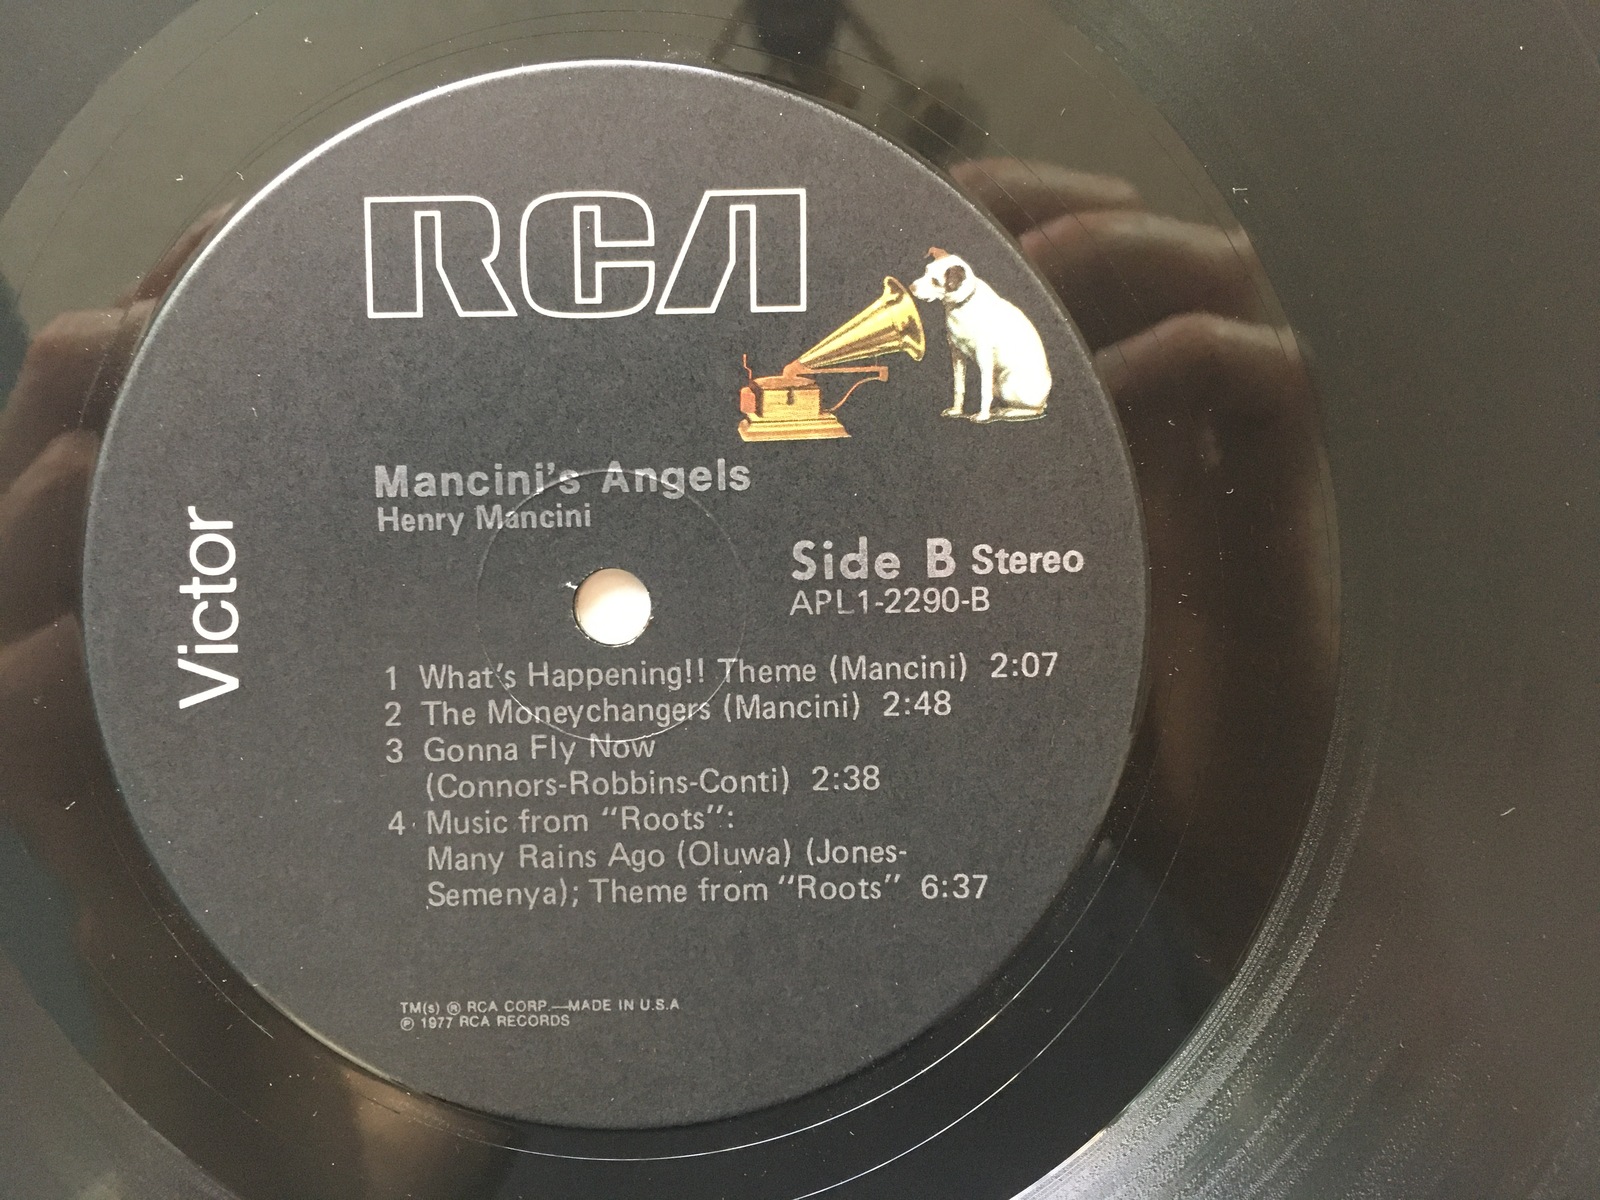 RCA
Victor
Mancini's Angels
Henry Mancini
Side B Stereo
APL1-2290-B
1 What's Happening!! Theme (Mancini) 2:07
2 The Moneychangers (Mancini) 2:48
3 Gonna Fly Now
(Connors-Robbins-Conti) 2:38
4 Music from "Roots":
Many Rains Ago (Oluwa) (Jones-
Semenya); Theme from "Roots" 6:37
TM(s) ® RCA CORP.—MADE IN U.S.A
℗ 1977 RCA RECORDS